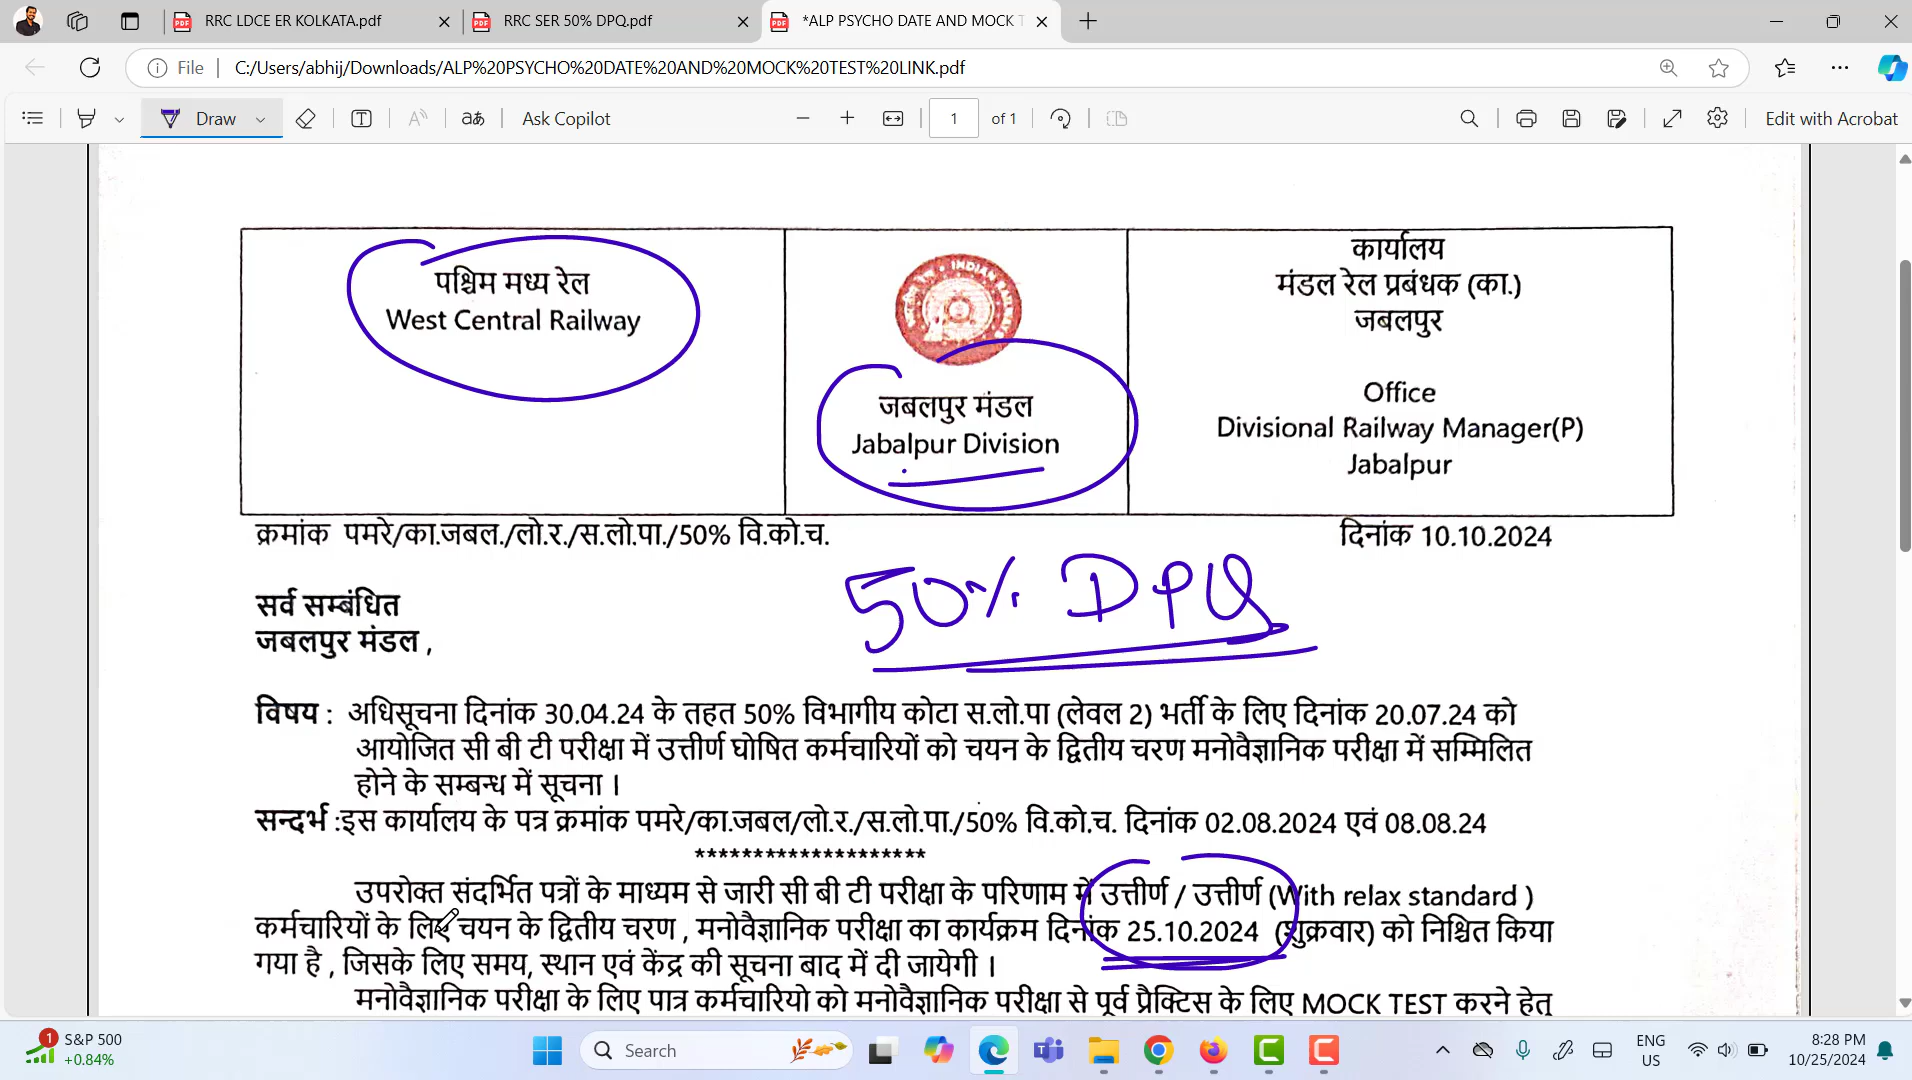 RRC LDCE ER KOLKATA.pdf
RRC SER 50% DPQ.pdf
*ALP PSYCHO DATE AND MOCK T
File
C:/Users/abhij/Downloads/ALP%20PSYCHO%20DATE%20AND%20MOCK%20TEST%20LINK.pdf
Draw
Ask Copilot
1 of 1
Edit with Acrobat
पश्चिम मध्य रेल
West Central Railway
INDIAN
जबलपुर मंडल
Jabalpur Division
कार्यालय
मंडल रेल प्रबंधक (का.)
जबलपुर
Office
Divisional Railway Manager(P)
Jabalpur
क्रमांक पमरे/का.जबल./लो.र./स.लो.पा./50% वि.को.च.
दिनांक 10.10.2024
50% DPQ
सर्व सम्बंधित
जबलपुर मंडल ,
विषय : अधिसूचना दिनांक 30.04.24 के तहत 50% विभागीय कोटा स.लो.पा (लेवल 2) भर्ती के लिए दिनांक 20.07.24 को
आयोजित सी बी टी परीक्षा में उत्तीर्ण घोषित कर्मचारियों को चयन के द्वितीय चरण मनोवैज्ञानिक परीक्षा में सम्मिलित
होने के सम्बन्ध में सूचना ।
सन्दर्भ :इस कार्यालय के पत्र क्रमांक पमरे/का.जबल/लो.र./स.लो.पा./50% वि.को.च. दिनांक 02.08.2024 एवं 08.08.24
********************
उपरोक्त संदर्भित पत्रों के माध्यम से जारी सी बी टी परीक्षा के परिणाम में उत्तीर्ण / उत्तीर्ण (With relax standard )
कर्मचारियों के लिए चयन के द्वितीय चरण , मनोवैज्ञानिक परीक्षा का कार्यक्रम दिनांक 25.10.2024 (शुक्रवार) को निश्चित किया
गया है , जिसके लिए समय, स्थान एवं केंद्र की सूचना बाद में दी जायेगी ।
मनोवैज्ञानिक परीक्षा के लिए पात्र कर्मचारियो को मनोवैज्ञानिक परीक्षा से पूर्व प्रैक्टिस के लिए MOCK TEST करने हेतु
1
S&P 500
+0.84%
Search
ENG
US
8:28 PM
10/25/2024